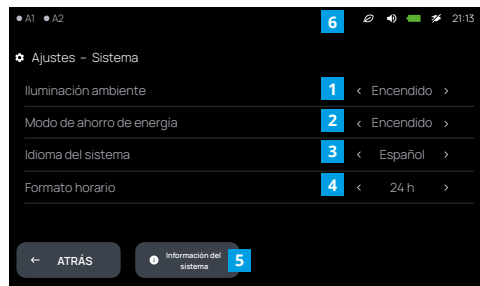 A1 A2 6 21:13
Ajustes – Sistema
Iluminación ambiente 1 < Encendido >
Modo de ahorro de energía 2 < Encendido >
Idioma del sistema 3 < Español >
Formato horario 4 < 24 h >
← ATRÁS
Información del
sistema 5